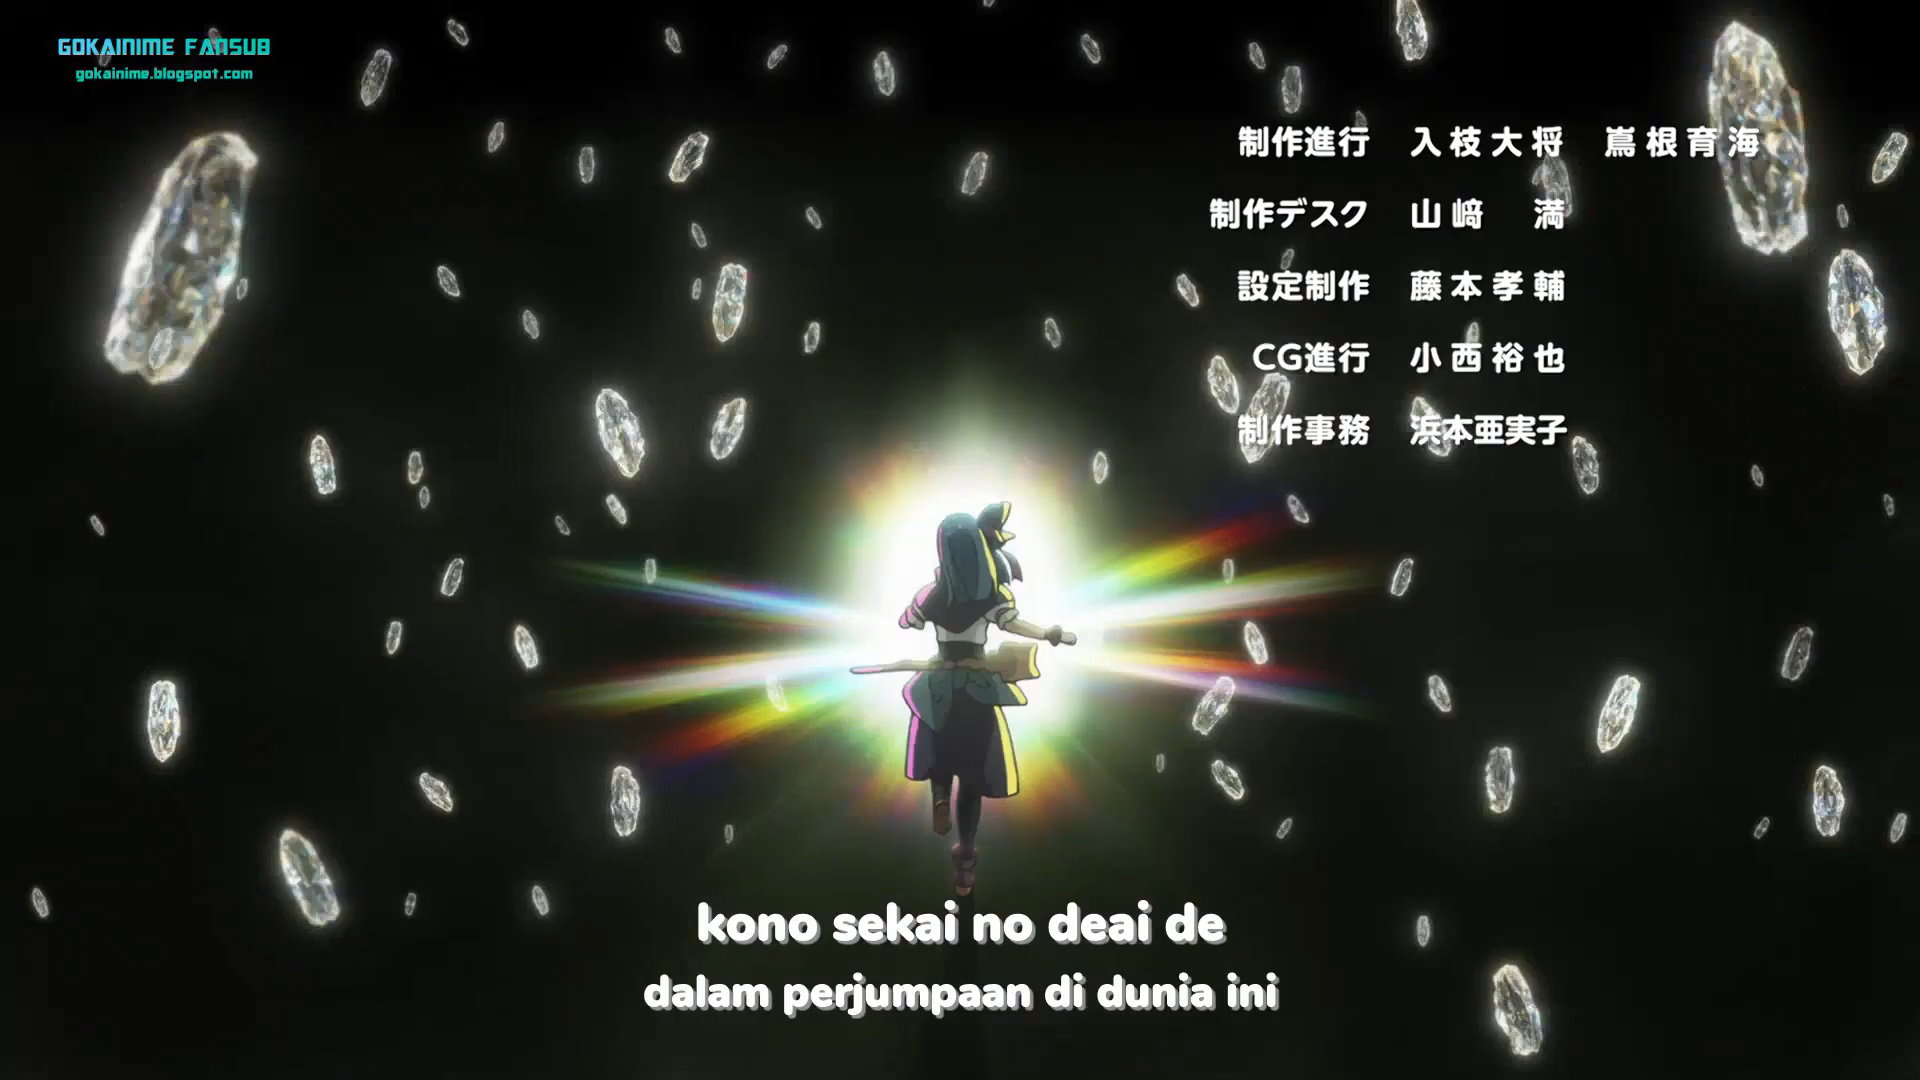 GOKAINIME FANSUB
gokainime.blogspot.com
制作進行 入枝大将 嶌根育海
制作デスク 山﨑 満
設定制作 藤本孝輔
CG進行 小西裕也
制作事務 浜本亜実子
kono sekai no deai de
dalam perjumpaan di dunia ini